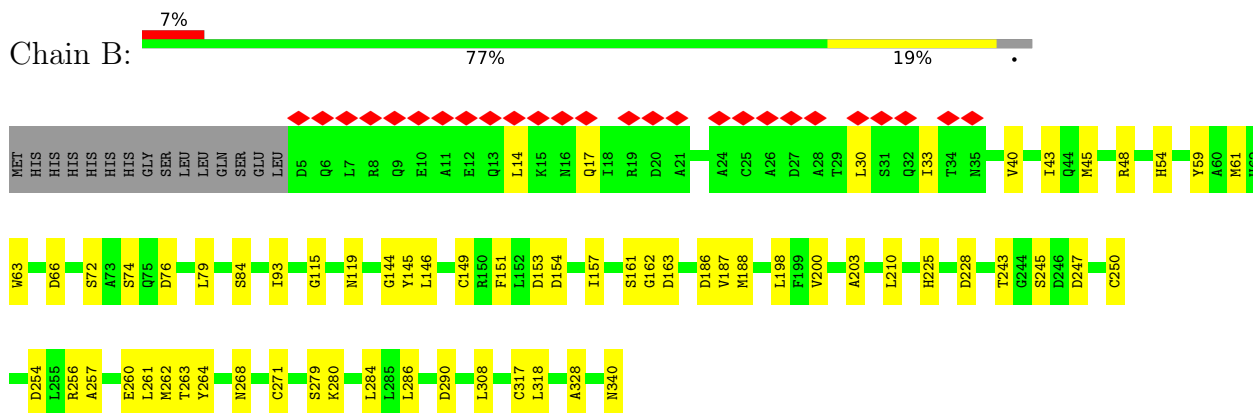 7%
Chain B:
77% 19% •
MET HIS HIS HIS HIS HIS HIS GLY SER LEU LEU GLN SER GLU LEU D5 Q6 L7 R8 Q9 E10 A11 E12 Q13 L14 K15 N16 Q17 I18 R19 D20 A21 A24 C25 A26 D27 A28 T29 L30 S31 Q32 I33 T34 N35 V40 I43 Q44 M45 R48 H54 Y59 A60 M61
W63 D66 S72 A73 S74 Q75 D76 L79 S84 I93 G115 N119 G144 Y145 L146 C149 R150 F151 L152 D153 D154 I157 S161 G162 D163 D186 V187 M188 L198 F199 V200 A203 L210 H225 D228 T243 G244 S245 D246 D247 C250
D254 L255 R256 A257 E260 L261 M262 T263 Y264 N268 C271 S279 K280 L284 L285 L286 D290 L308 C317 L318 A328 N340